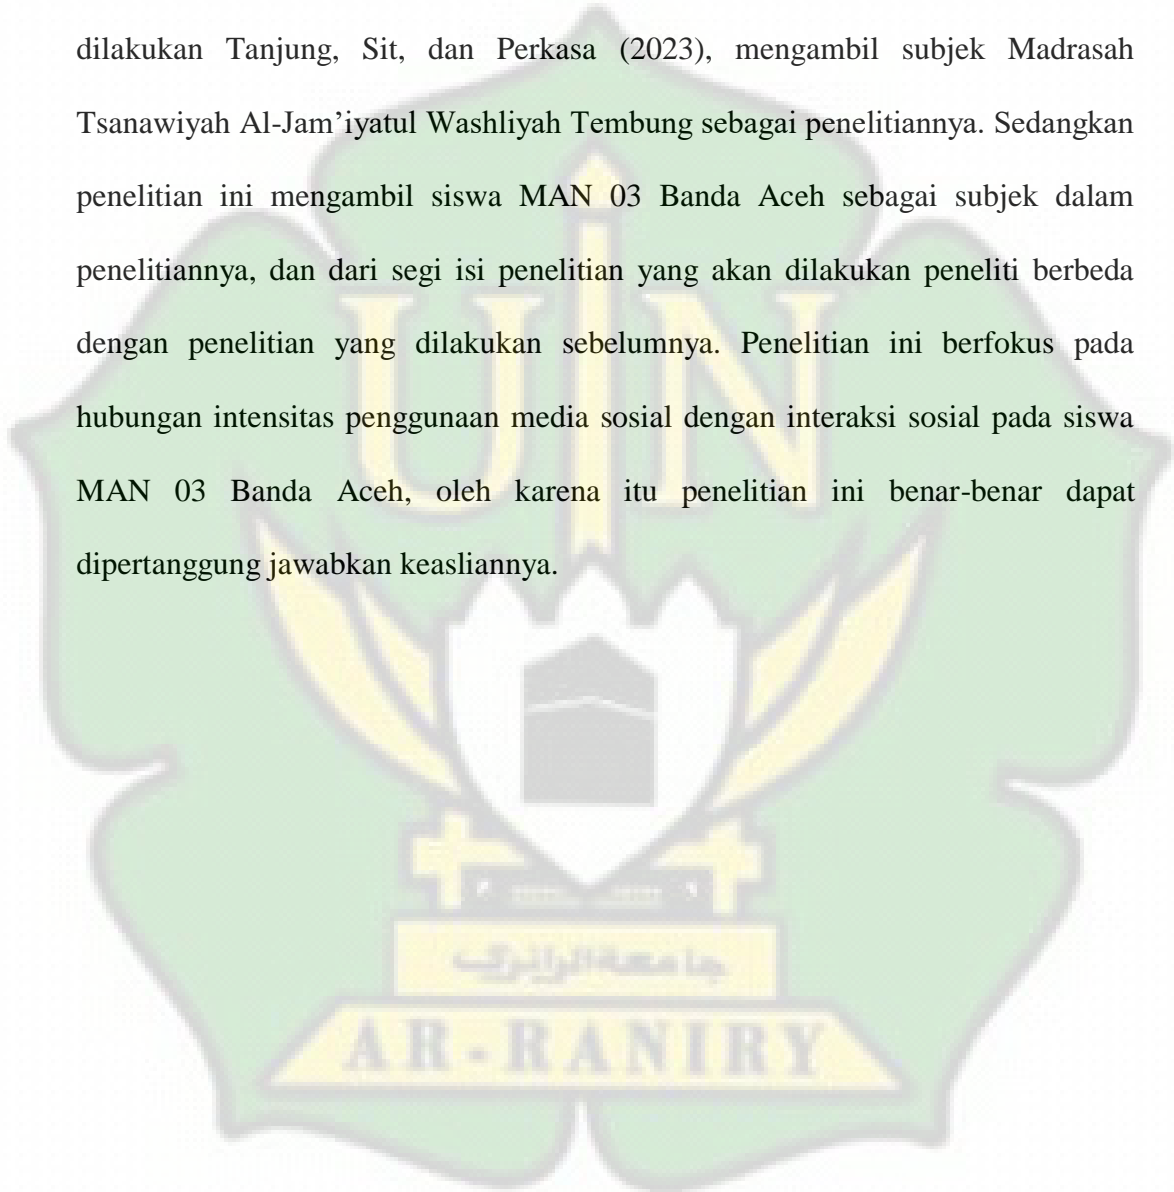 dilakukan Tanjung, Sit, dan Perkasa (2023), mengambil subjek Madrasah
Tsanawiyah Al-Jam’iyatul Washliyah Tembung sebagai penelitiannya. Sedangkan
penelitian ini mengambil siswa MAN 03 Banda Aceh sebagai subjek dalam
penelitiannya, dan dari segi isi penelitian yang akan dilakukan peneliti berbeda
dengan penelitian yang dilakukan sebelumnya. Penelitian ini berfokus pada
hubungan intensitas penggunaan media sosial dengan interaksi sosial pada siswa
MAN 03 Banda Aceh, oleh karena itu penelitian ini benar-benar dapat
dipertanggung jawabkan keasliannya.
UIN
جامعة الرانري
AR-RANIRY